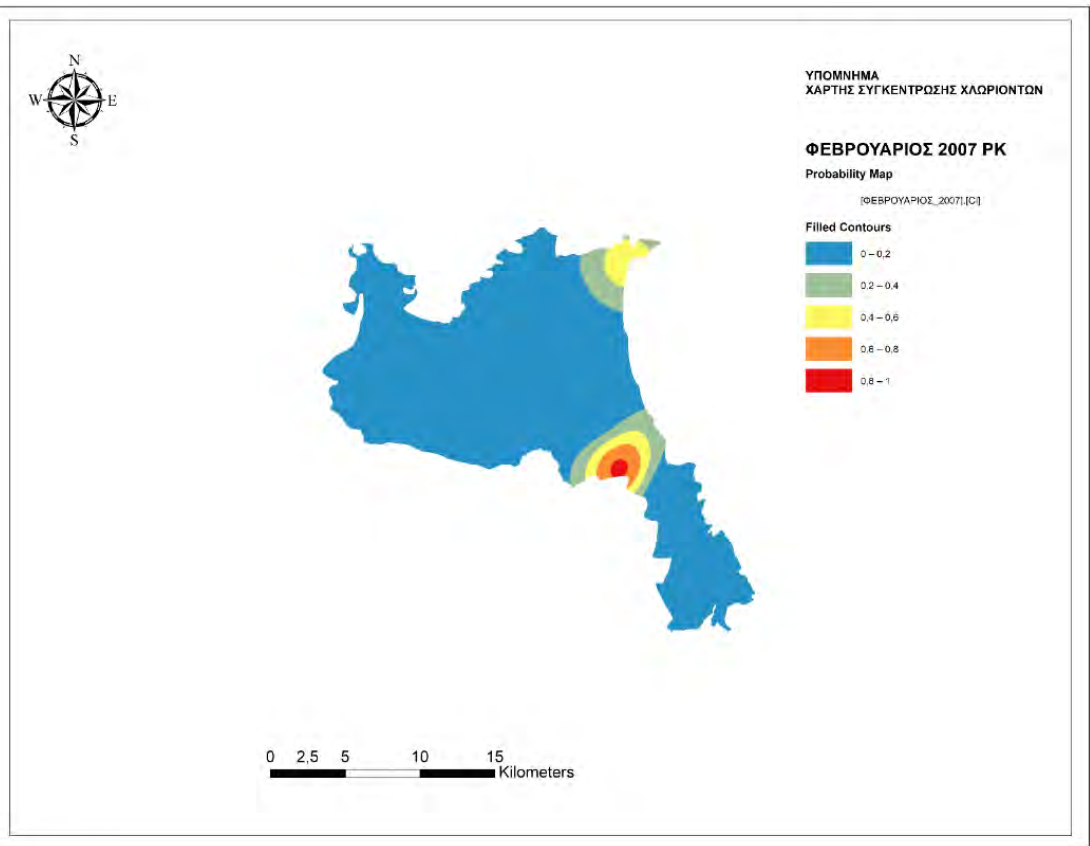 N
W E
S
ΥΠΟΜΝΗΜΑ
ΧΑΡΤΗΣ ΣΥΓΚΕΝΤΡΩΣΗΣ ΧΛΩΡΙΟΝΤΩΝ
ΦΕΒΡΟΥΑΡΙΟΣ 2007 PK
Probability Map
[ΦΕΒΡΟΥΑΡΙΟΣ_2007].[Cl]
Filled Contours
0 – 0,2
0,2 – 0,4
0,4 – 0,6
0,6 – 0,8
0,8 – 1
0 2,5 5 10 15
Kilometers